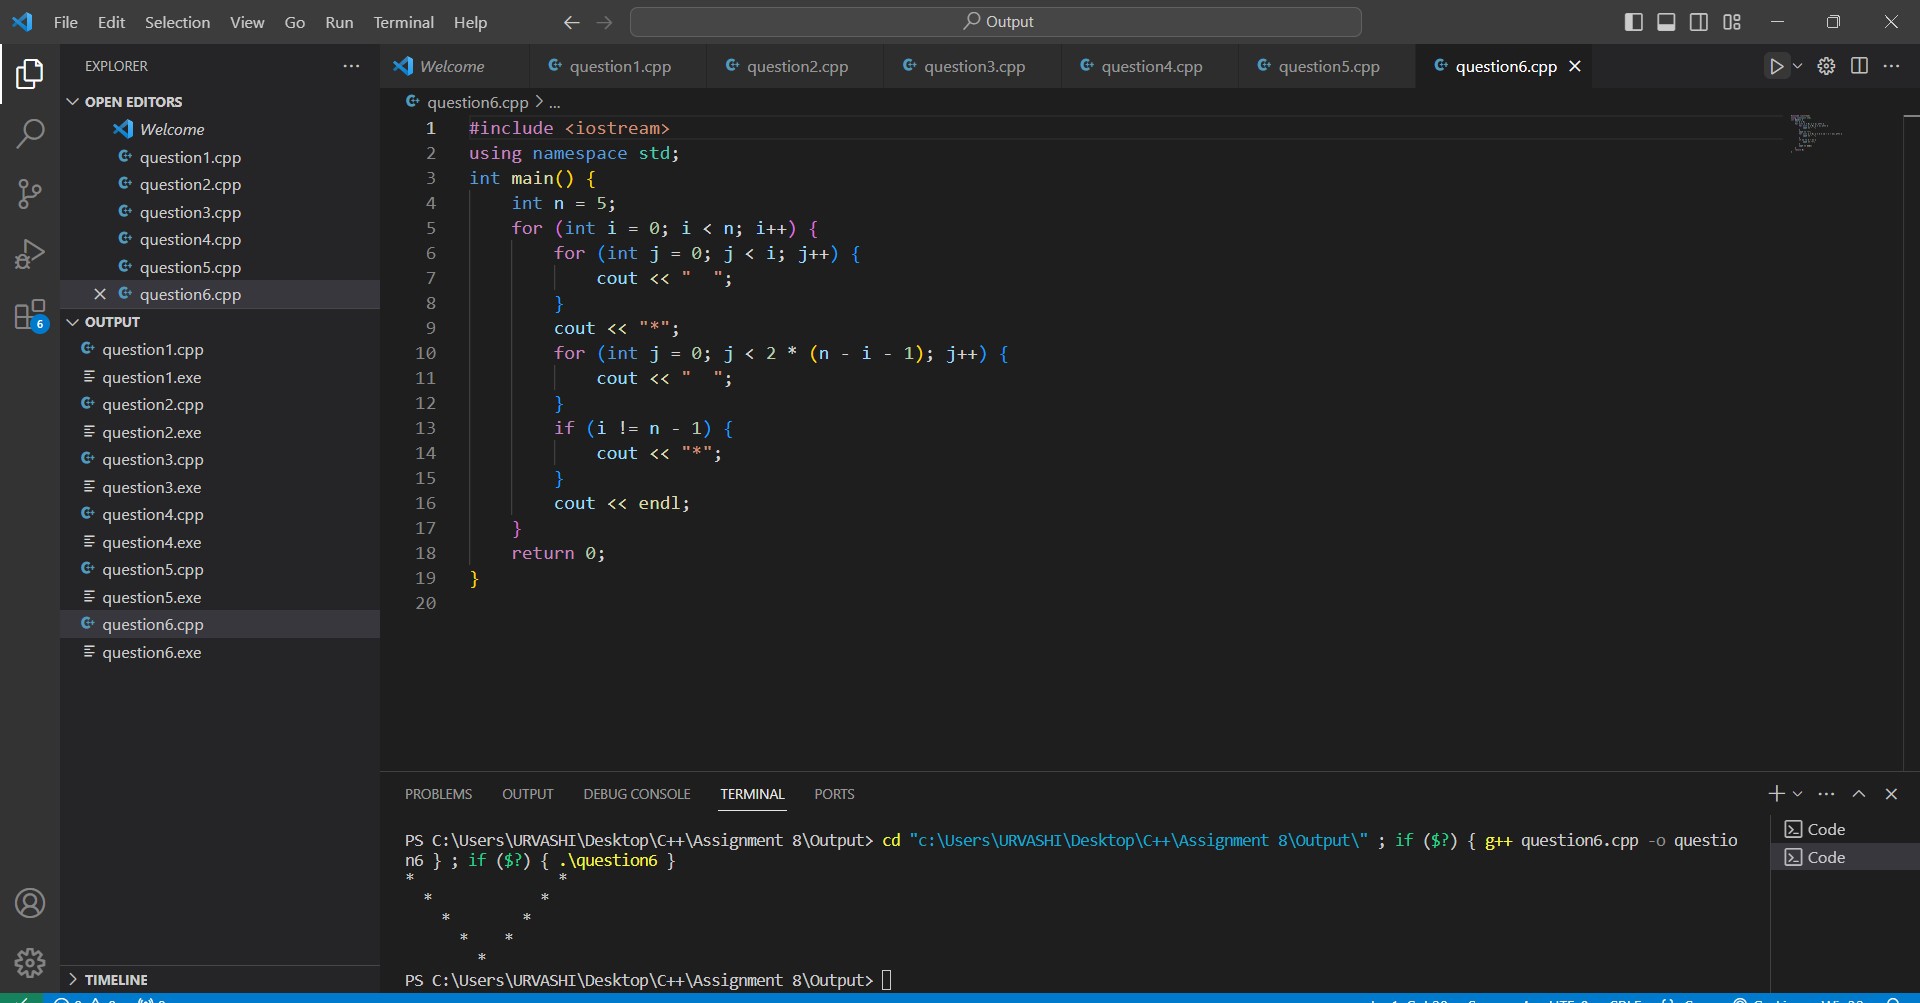 File Edit Selection View Go Run Terminal Help
Output
EXPLORER
OPEN EDITORS
Welcome
question1.cpp
question2.cpp
question3.cpp
question4.cpp
question5.cpp
question6.cpp
OUTPUT
question1.cpp
question1.exe
question2.cpp
question2.exe
question3.cpp
question3.exe
question4.cpp
question4.exe
question5.cpp
question5.exe
question6.cpp
question6.exe
TIMELINE
6
Welcome question1.cpp question2.cpp question3.cpp question4.cpp question5.cpp question6.cpp
question6.cpp > ...
1 #include <iostream>
2 using namespace std;
3 int main() {
4     int n = 5;
5     for (int i = 0; i < n; i++) {
6         for (int j = 0; j < i; j++) {
7             cout << "  ";
8         }
9         cout << "*";
10         for (int j = 0; j < 2 * (n - i - 1); j++) {
11             cout << "  ";
12         }
13         if (i != n - 1) {
14             cout << "*";
15         }
16         cout << endl;
17     }
18     return 0;
19 }
20
PROBLEMS OUTPUT DEBUG CONSOLE TERMINAL PORTS
PS C:\Users\URVASHI\Desktop\C++\Assignment 8\Output> cd "c:\Users\URVASHI\Desktop\C++\Assignment 8\Output\" ; if ($?) { g++ question6.cpp -o questio
n6 } ; if ($?) { .\question6 }
*                *
  *            *
    *        *
      *    *
        *
PS C:\Users\URVASHI\Desktop\C++\Assignment 8\Output>
Code
Code